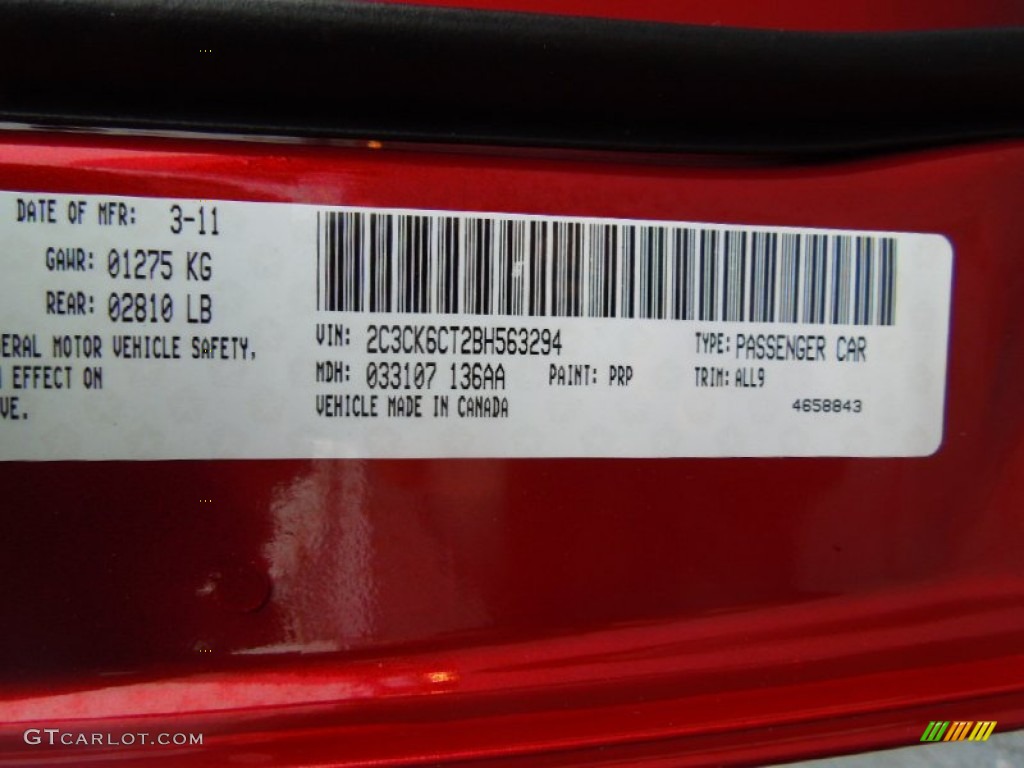 DATE OF MFR: 3-11
GAWR: 01275 KG
REAR: 02810 LB
ERAL MOTOR VEHICLE SAFETY,
EFFECT ON
VE.
VIN: 2C3CK6CT2BH563294
TYPE: PASSENGER CAR
MDH: 033107 136AA PAINT: PRP
TRIM: ALL9
VEHICLE MADE IN CANADA
4658843
GTCARLOT.COM